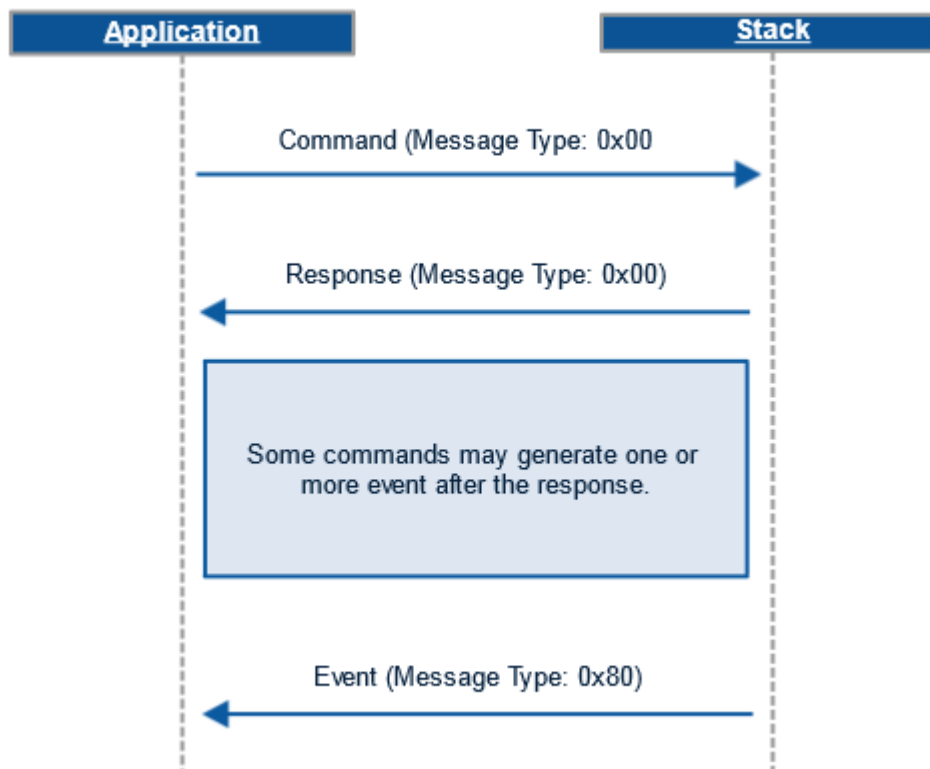 Application
Stack
Command (Message Type: 0x00
Response (Message Type: 0x00)
Some commands may generate one or
more event after the response.
Event (Message Type: 0x80)